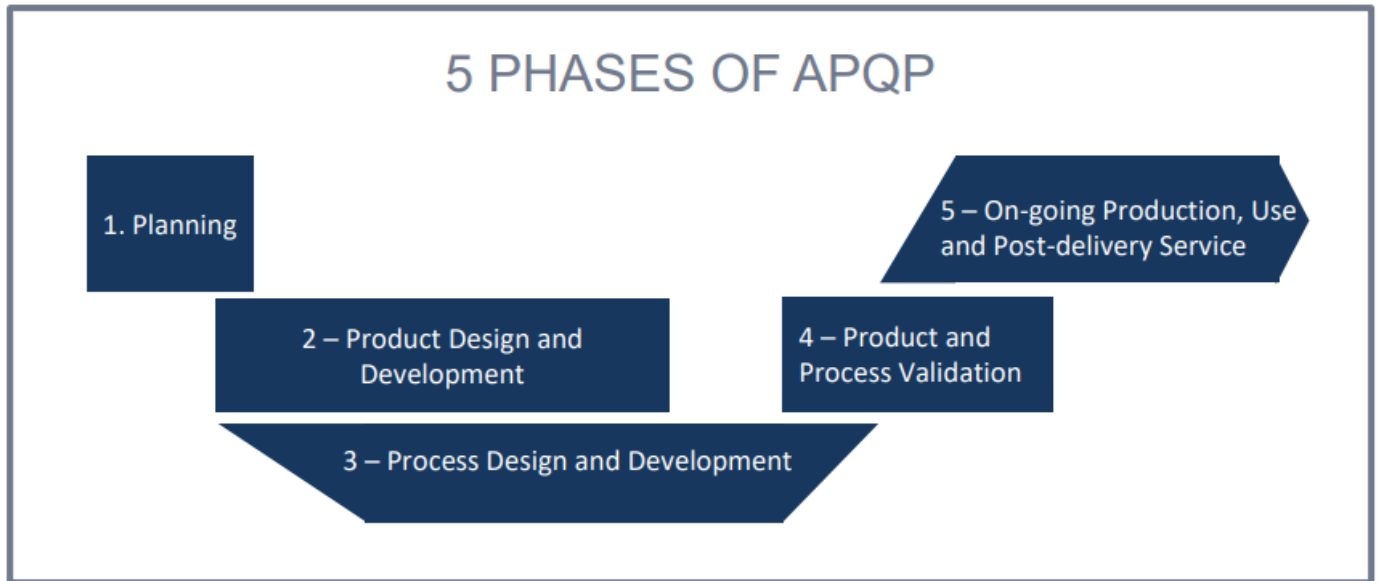 5 PHASES OF APQP
1. Planning
2 – Product Design and
Development
3 – Process Design and Development
4 – Product and
Process Validation
5 – On-going Production, Use
and Post-delivery Service